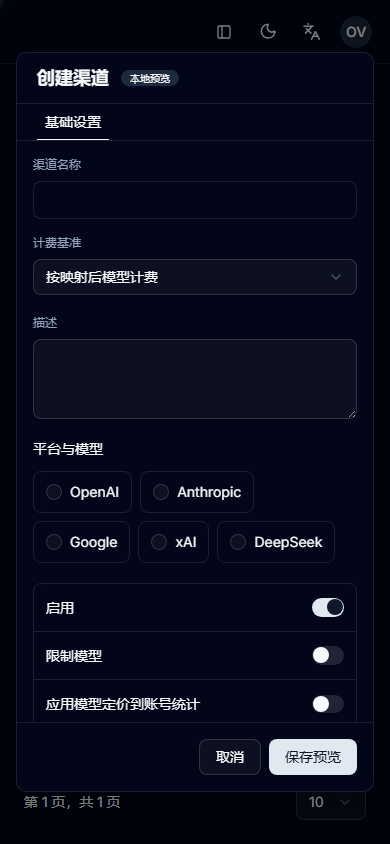 OV
创建渠道 本地预览
基础设置
渠道名称
计费基准
按映射后模型计费
描述
平台与模型
OpenAI Anthropic
Google xAI DeepSeek
启用
限制模型
应用模型定价到账号统计
取消 保存预览
第 1 页，共 1 页 10